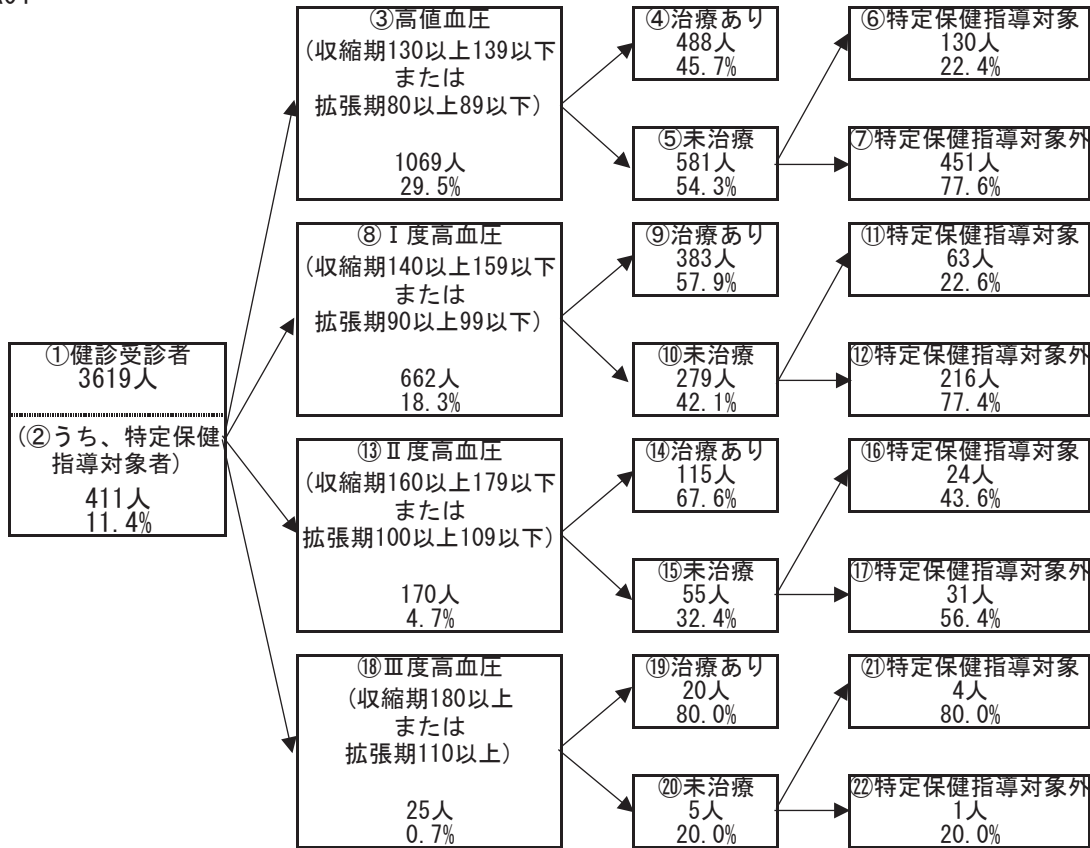 ①健診受診者
3619人
(②うち、特定保健
指導対象者)
411人
11.4%
③高値血圧
(収縮期130以上139以下
または
拡張期80以上89以下)
1069人
29.5%
④治療あり
488人
45.7%
⑤未治療
581人
54.3%
⑥特定保健指導対象
130人
22.4%
⑦特定保健指導対象外
451人
77.6%
⑧Ⅰ度高血圧
(収縮期140以上159以下
または
拡張期90以上99以下)
662人
18.3%
⑨治療あり
383人
57.9%
⑩未治療
279人
42.1%
⑪特定保健指導対象
63人
22.6%
⑫特定保健指導対象外
216人
77.4%
⑬Ⅱ度高血圧
(収縮期160以上179以下
または
拡張期100以上109以下)
170人
4.7%
⑭治療あり
115人
67.6%
⑮未治療
55人
32.4%
⑯特定保健指導対象
24人
43.6%
⑰特定保健指導対象外
31人
56.4%
⑱Ⅲ度高血圧
(収縮期180以上
または
拡張期110以上)
25人
0.7%
⑲治療あり
20人
80.0%
⑳未治療
5人
20.0%
㉑特定保健指導対象
4人
80.0%
㉒特定保健指導対象外
1人
20.0%